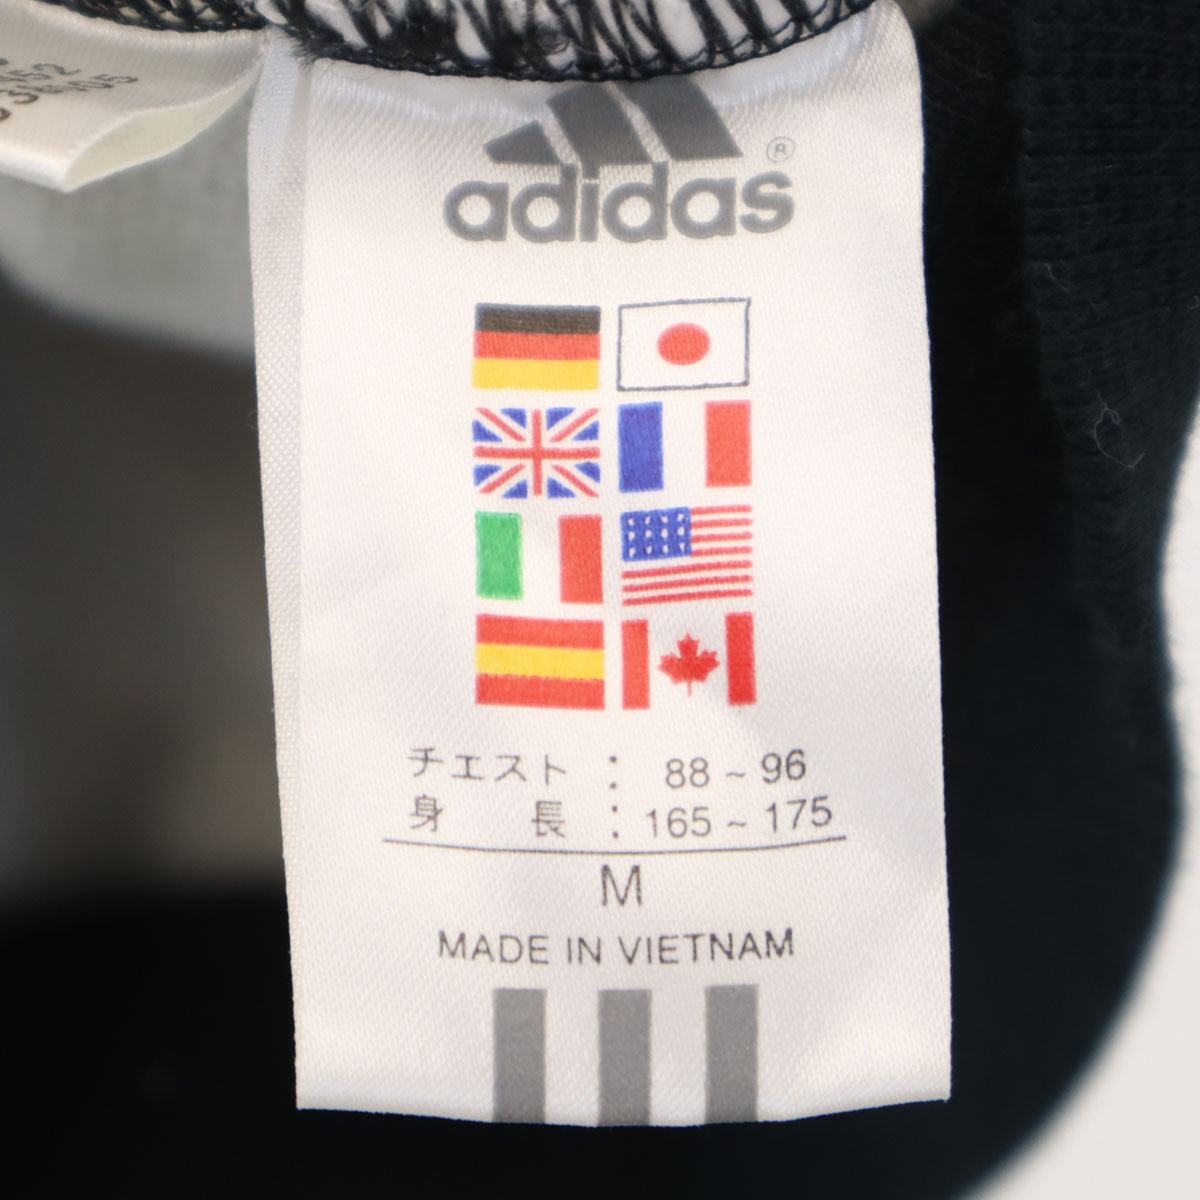 adidas ®
チェスト : 88 ~ 96
身 長 : 165 ~ 175
M
MADE IN VIETNAM